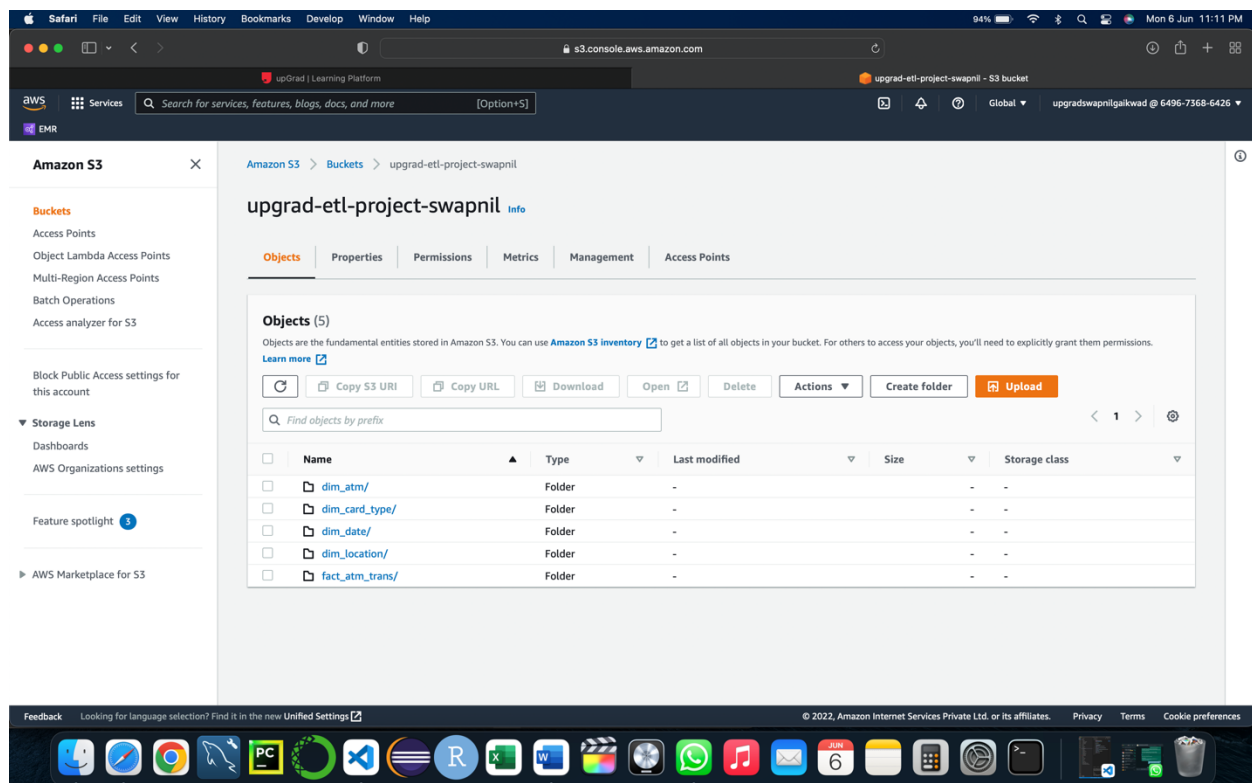 Safari File Edit View History Bookmarks Develop Window Help 94% Mon 6 Jun 11:11 PM
s3.console.aws.amazon.com
upGrad | Learning Platform upgrad-etl-project-swapnil - S3 bucket
aws Services Search for services, features, blogs, docs, and more [Option+S] Global upgradswapnilgaikwad @ 6496-7368-6426
EMR
Amazon S3
Buckets
Access Points
Object Lambda Access Points
Multi-Region Access Points
Batch Operations
Access analyzer for S3
Block Public Access settings for
this account
Storage Lens
Dashboards
AWS Organizations settings
Feature spotlight 3
AWS Marketplace for S3
Amazon S3 > Buckets > upgrad-etl-project-swapnil
upgrad-etl-project-swapnil Info
Objects Properties Permissions Metrics Management Access Points
Objects (5)
Objects are the fundamental entities stored in Amazon S3. You can use Amazon S3 inventory to get a list of all objects in your bucket. For others to access your objects, you'll need to explicitly grant them permissions.
Learn more
Copy S3 URI Copy URL Download Open Delete Actions Create folder Upload
Find objects by prefix < 1 >
Name Type Last modified Size Storage class
dim_atm/ Folder - - -
dim_card_type/ Folder - - -
dim_date/ Folder - - -
dim_location/ Folder - - -
fact_atm_trans/ Folder - - -
Feedback Looking for language selection? Find it in the new Unified Settings © 2022, Amazon Internet Services Private Ltd. or its affiliates. Privacy Terms Cookie preferences
PC R X W JUN 6